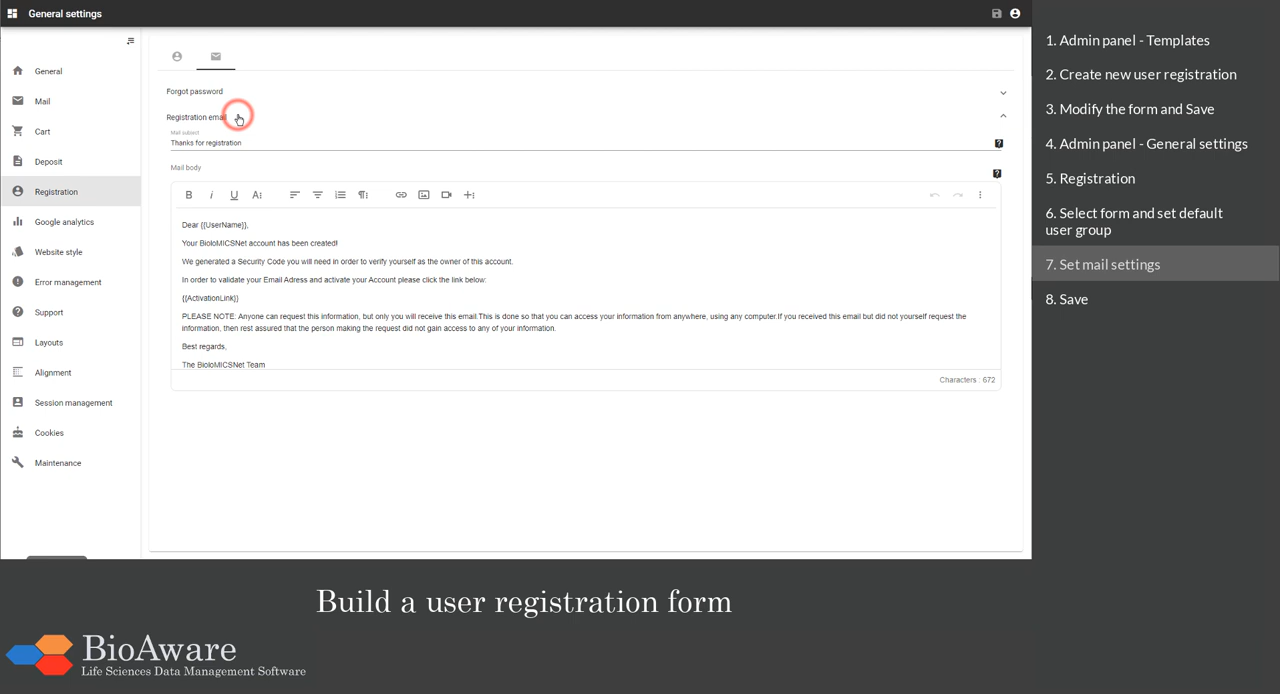 General settings
General
Mail
Cart
Deposit
Registration
Google analytics
Website style
Error management
Support
Layouts
Alignment
Session management
Cookies
Maintenance
Forgot password
Registration email
Mail subject
Thanks for registration
Mail body
Dear {{UserName}},
Your BioloMICSNet account has been created!
We generated a Security Code you will need in order to verify yourself as the owner of this account.
In order to validate your Email Adress and activate your Account please click the link below:
{{ActivationLink}}
PLEASE NOTE: Anyone can request this information, but only you will receive this email.This is done so that you can access your information from anywhere, using any computer.If you received this email but did not yourself request the
information, then rest assured that the person making the request did not gain access to any of your information.
Best regards,
The BioloMICSNet Team
Characters : 672
1. Admin panel - Templates
2. Create new user registration
3. Modify the form and Save
4. Admin panel - General settings
5. Registration
6. Select form and set default
user group
7. Set mail settings
8. Save
Build a user registration form
BioAware
Life Sciences Data Management Software